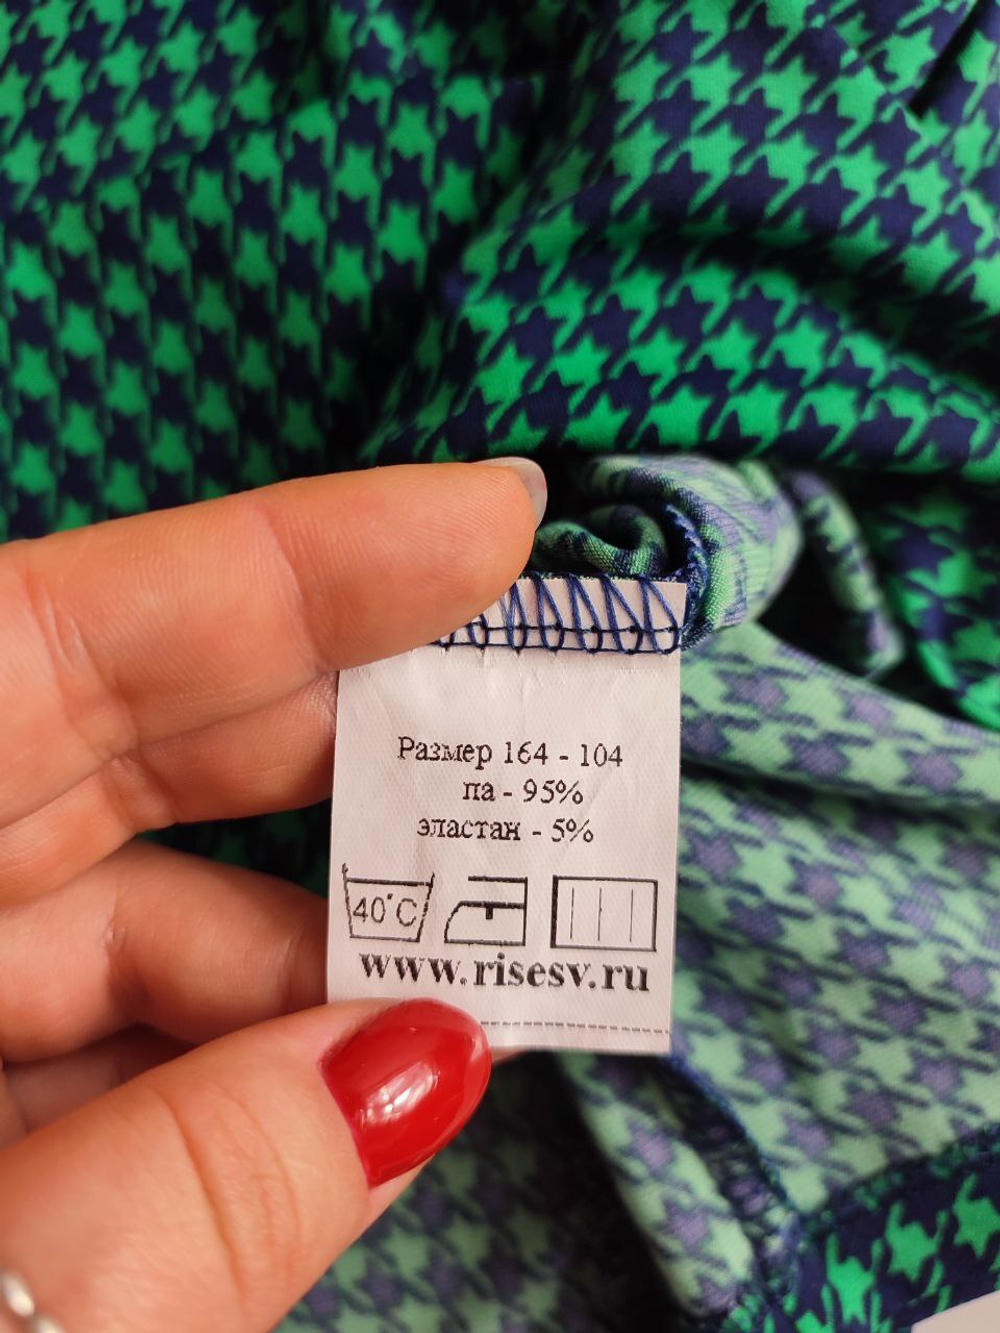 Размер 164 - 104
па - 95%
эластан - 5%
40°C
www.risesv.ru